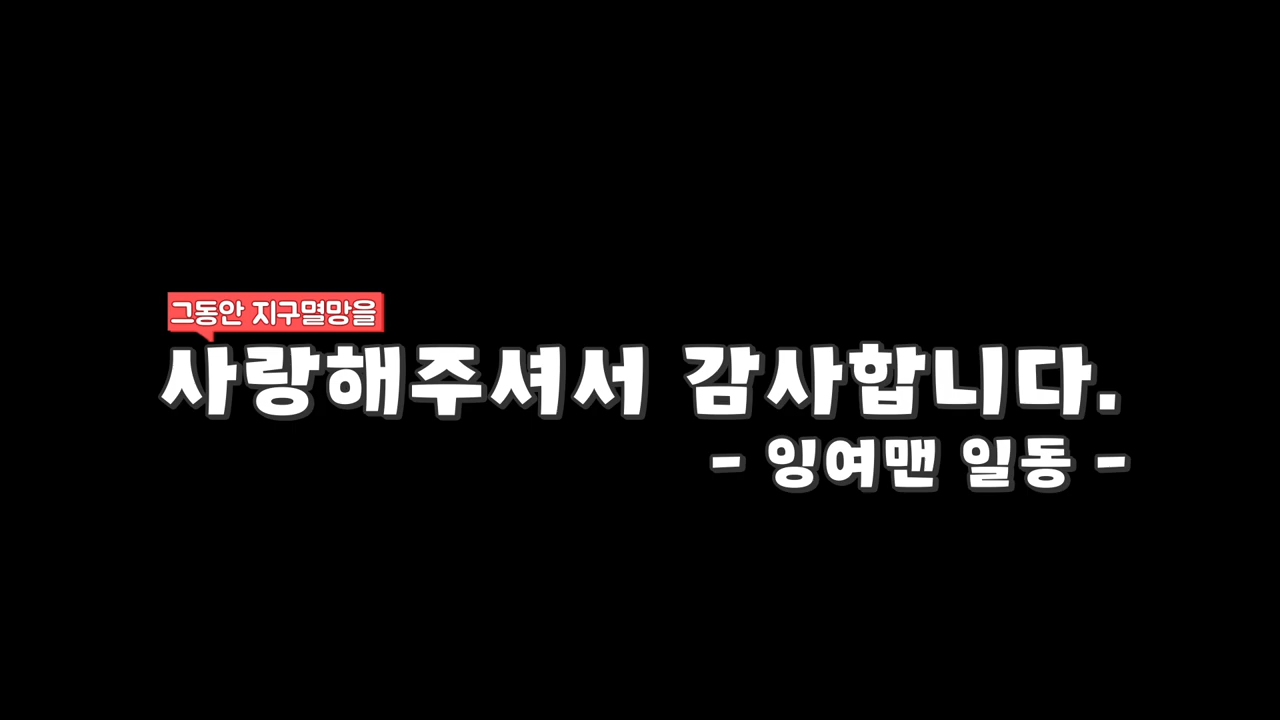 그동안 지구멸망을
사랑해주셔서 감사합니다.
- 잉여맨 일동 -